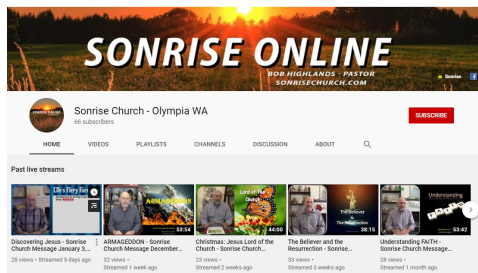 SONRISE ONLINE
BOB HIGHLANDS - PASTOR
SONRISECHURCH.COM
Sonrise
SONRISE ONLINE
Sonrise Church - Olympia WA
66 subscribers
SUBSCRIBE
HOME VIDEOS PLAYLISTS CHANNELS DISCUSSION ABOUT
Past live streams
Life's Fiery Furn
ARMAGEDDON
53:54
Lord of The
Church
44:00
The Believer
&
The Resurrection
38:15
Understanding
53:42
Discovering Jesus - Sonrise
Church Message January 3,...
28 views • Streamed 5 days ago
ARMAGEDDON - Sonrise
Church Message December...
32 views •
Streamed 1 week ago
Christmas: Jesus Lord of the
Church - Sonrise Church...
23 views •
Streamed 2 weeks ago
The Believer and the
Resurrection - Sonrise...
33 views •
Streamed 3 weeks ago
Understanding FAITH -
Sonrise Church Message...
28 views •
Streamed 1 month ago